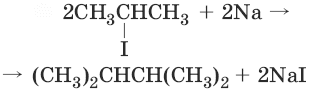 2CH₃CHCH₃ + 2Na →
|
I
→ (CH₃)₂CHCH(CH₃)₂ + 2NaI